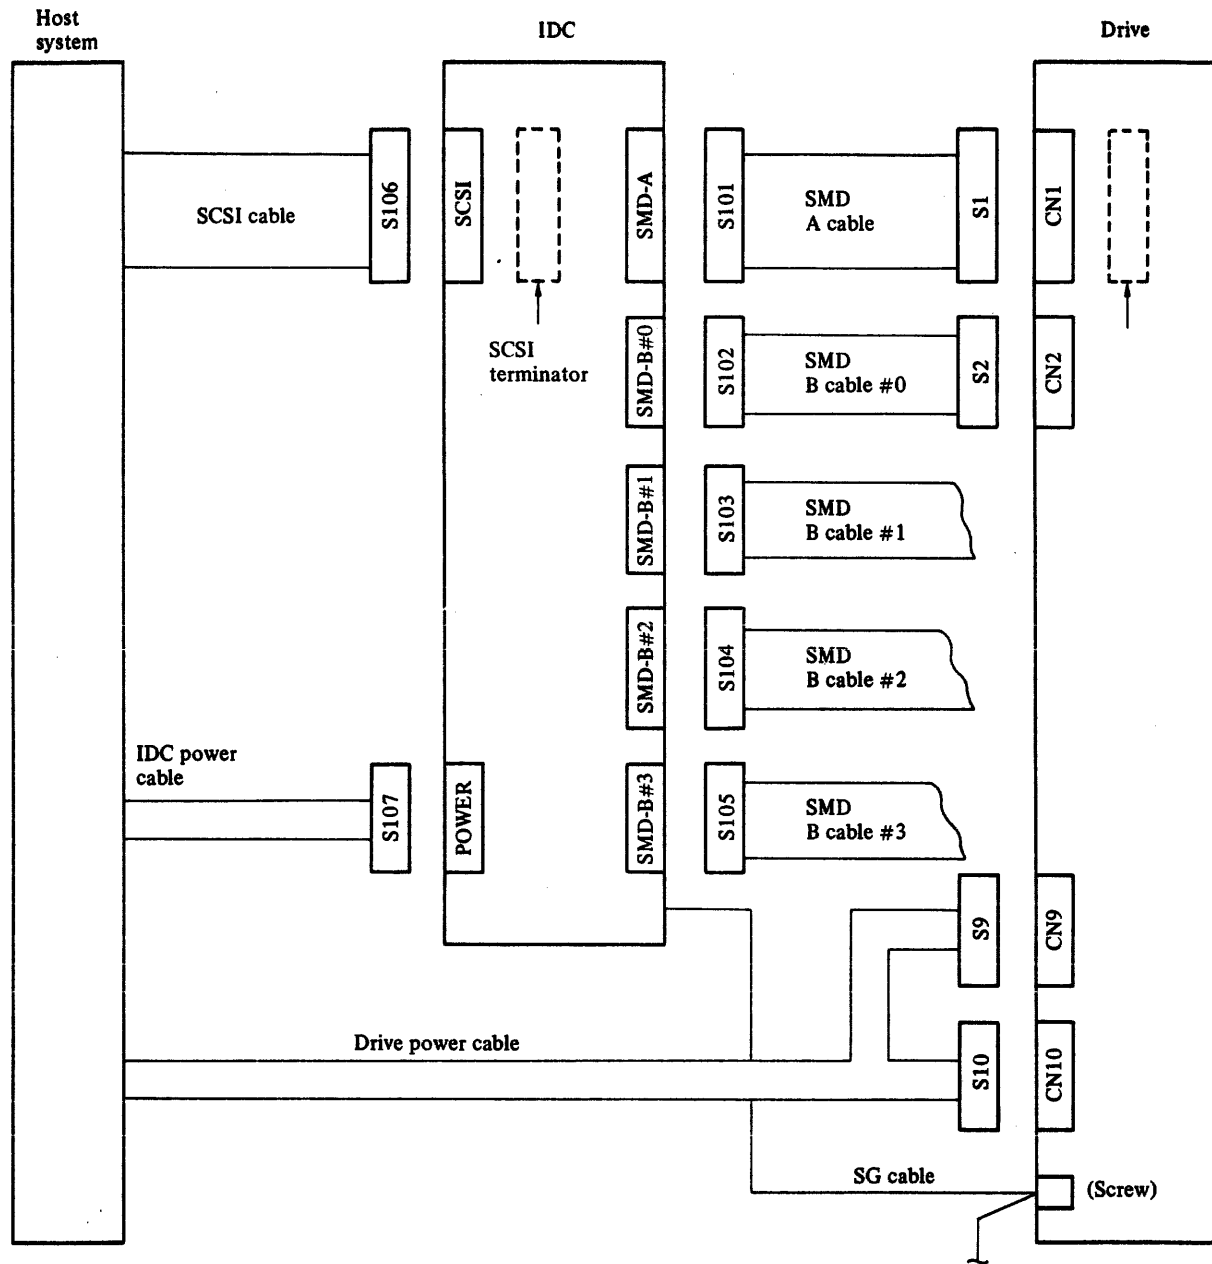 Host
system
IDC
Drive
SCSI cable
S106
SCSI
SMD-A
S101
SMD
A cable
S1
CN1
SCSI
terminator
SMD-B#0
S102
SMD
B cable #0
S2
CN2
SMD-B#1
S103
SMD
B cable #1
SMD-B#2
S104
SMD
B cable #2
IDC power
cable
S107
POWER
SMD-B#3
S105
SMD
B cable #3
S9
CN9
Drive power cable
S10
CN10
SG cable
(Screw)